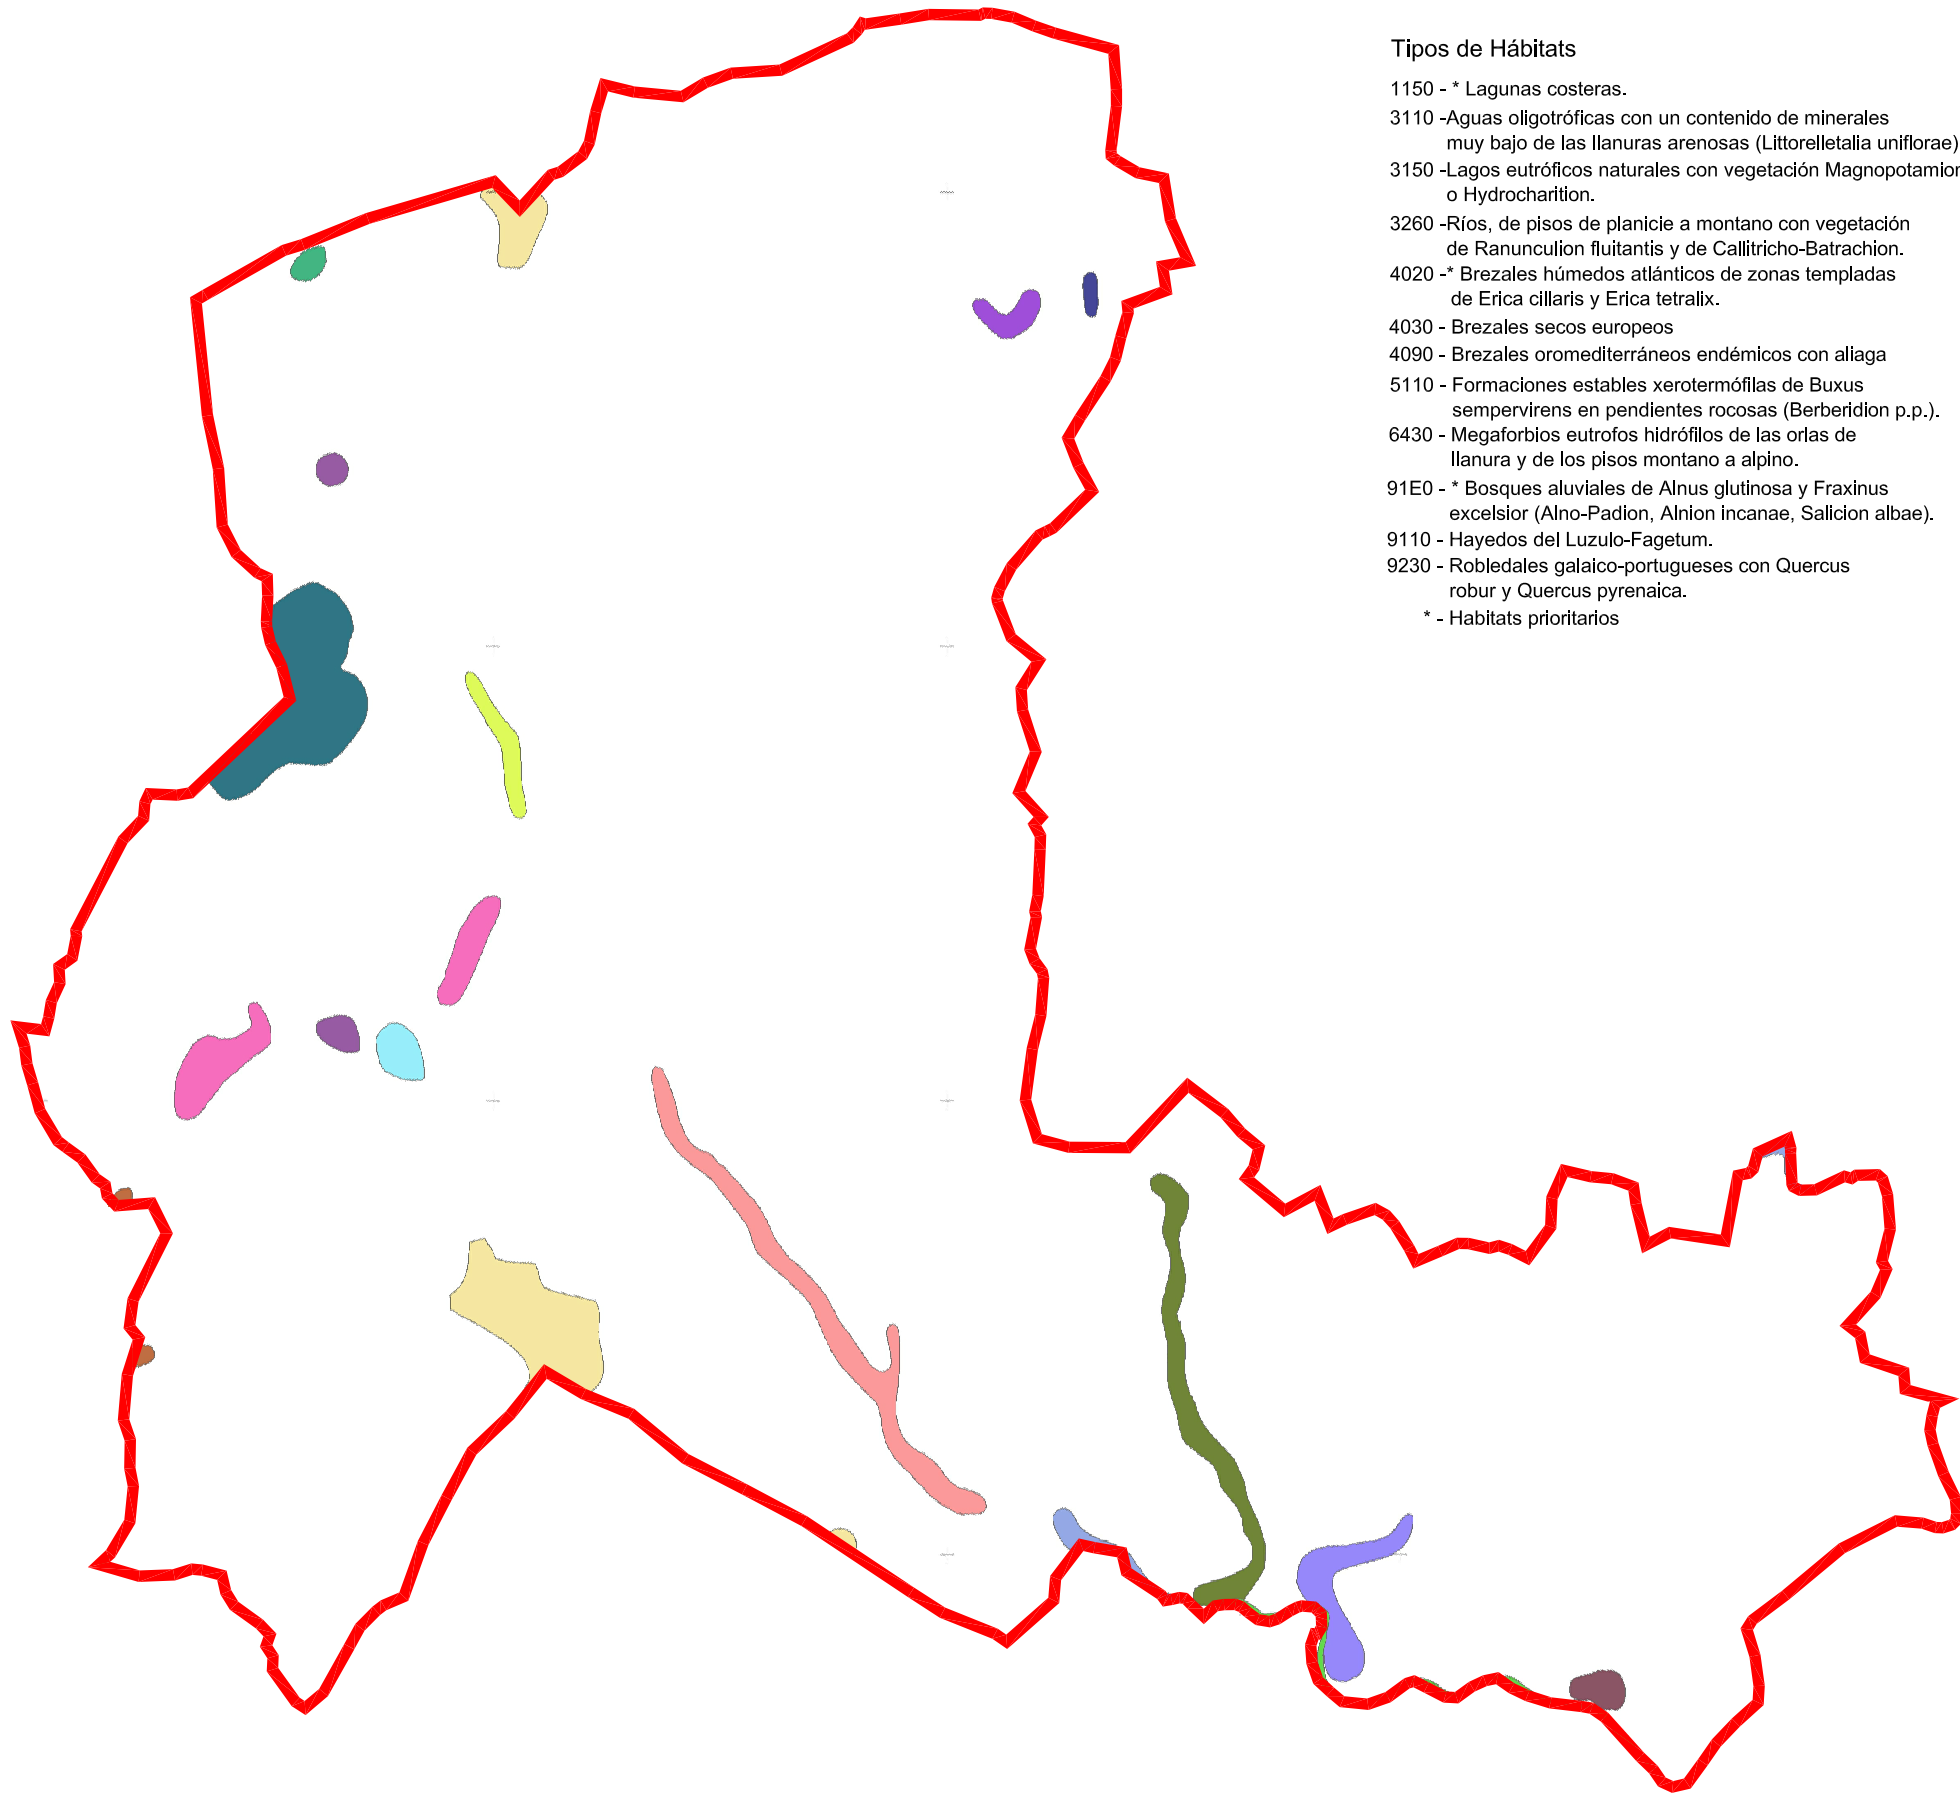 Tipos de Hábitats
1150 - * Lagunas costeras.
3110 -Aguas oligotróficas con un contenido de minerales
muy bajo de las llanuras arenosas (Littorelletalia uniflorae)
3150 -Lagos eutróficos naturales con vegetación Magnopotamion
o Hydrocharition.
3260 -Ríos, de pisos de planicie a montano con vegetación
de Ranunculion fluitantis y de Callitricho-Batrachion.
4020 -* Brezales húmedos atlánticos de zonas templadas
de Erica cillaris y Erica tetralix.
4030 - Brezales secos europeos
4090 - Brezales oromediterráneos endémicos con aliaga
5110 - Formaciones estables xerotermófilas de Buxus
sempervirens en pendientes rocosas (Berberidion p.p.).
6430 - Megaforbios eutrofos hidrófilos de las orlas de
llanura y de los pisos montano a alpino.
91E0 - * Bosques aluviales de Alnus glutinosa y Fraxinus
excelsior (Alno-Padion, Alnion incanae, Salicion albae).
9110 - Hayedos del Luzulo-Fagetum.
9230 - Robledales galaico-portugueses con Quercus
robur y Quercus pyrenaica.
* - Habitats prioritarios